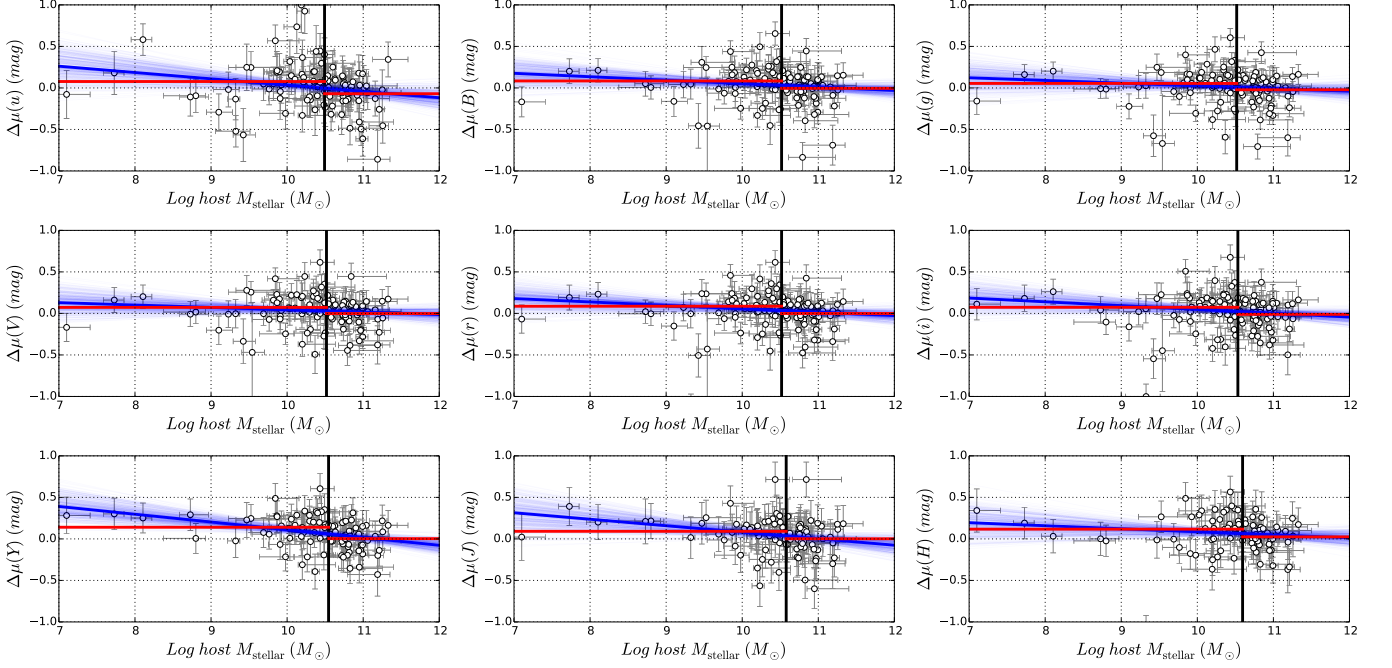 1.0 1.0 1.0
0.5 0.5 0.5
0.0 0.0 0.0
−0.5 −0.5 −0.5
−1.0 −1.0 −1.0
Δμ(u) (mag) Δμ(B) (mag) Δμ(g) (mag)
7 8 9 10 11 12 7 8 9 10 11 12 7 8 9 10 11 12
Log host M_stellar (M_⊙) Log host M_stellar (M_⊙) Log host M_stellar (M_⊙)
1.0 1.0 1.0
0.5 0.5 0.5
0.0 0.0 0.0
−0.5 −0.5 −0.5
−1.0 −1.0 −1.0
Δμ(V) (mag) Δμ(r) (mag) Δμ(i) (mag)
7 8 9 10 11 12 7 8 9 10 11 12 7 8 9 10 11 12
Log host M_stellar (M_⊙) Log host M_stellar (M_⊙) Log host M_stellar (M_⊙)
1.0 1.0 1.0
0.5 0.5 0.5
0.0 0.0 0.0
−0.5 −0.5 −0.5
−1.0 −1.0 −1.0
Δμ(Y) (mag) Δμ(J) (mag) Δμ(H) (mag)
7 8 9 10 11 12 7 8 9 10 11 12 7 8 9 10 11 12
Log host M_stellar (M_⊙) Log host M_stellar (M_⊙) Log host M_stellar (M_⊙)